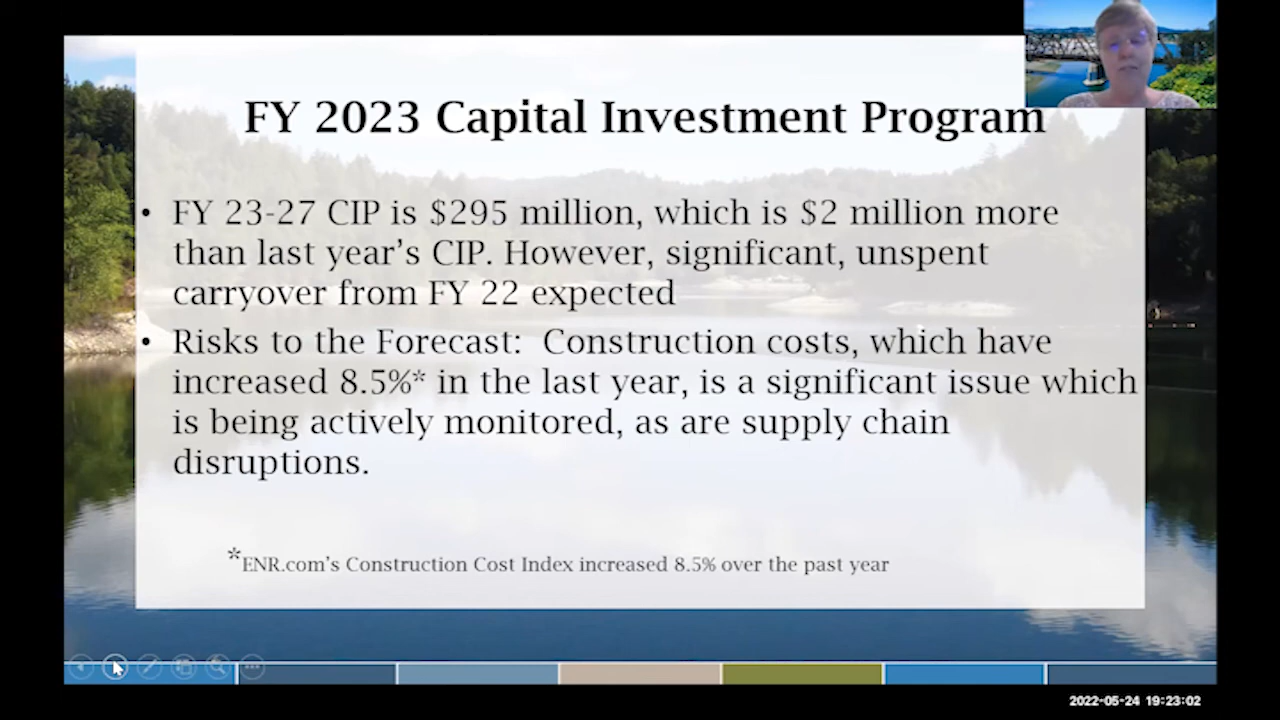 FY 2023 Capital Investment Program
• FY 23-27 CIP is $295 million, which is $2 million more
than last year’s CIP. However, significant, unspent
carryover from FY 22 expected
• Risks to the Forecast:  Construction costs, which have
increased 8.5%* in the last year, is a significant issue which
is being actively monitored, as are supply chain
disruptions.
*ENR.com’s Construction Cost Index increased 8.5% over the past year
2022-05-24 19:23:02